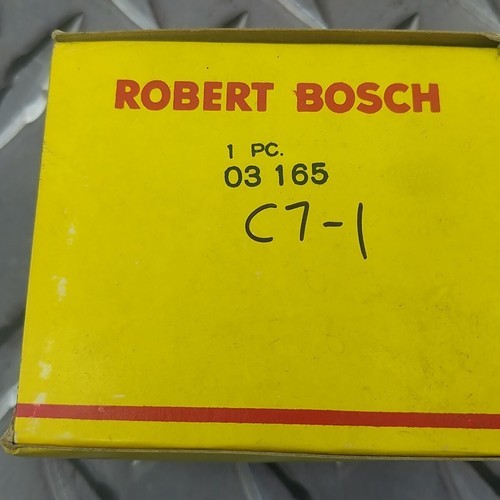 ROBERT BOSCH
1 PC.
03 165
C7-1